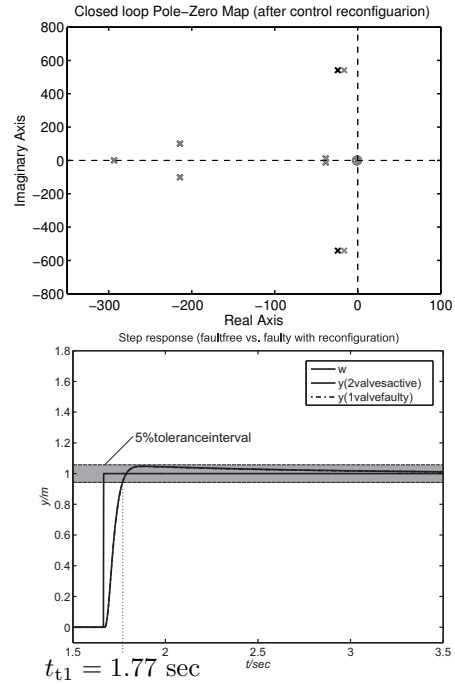 Closed loop Pole-Zero Map (after control reconfiguarion)
800
600
400
200
0
−200
−400
−600
−800
Imaginary Axis
−300
−200
−100
0
100
Real Axis
Step response (faultfree vs. faulty with reconfiguration)
1.8
1.6
1.4
1.2
1
0.8
0.6
0.4
0.2
0
y/m
w
y(2valvesactive)
y(1valvefaulty)
5%toleranceinterval
1.5
2
2.5
3
3.5
t/sec
t_t1 = 1.77 sec